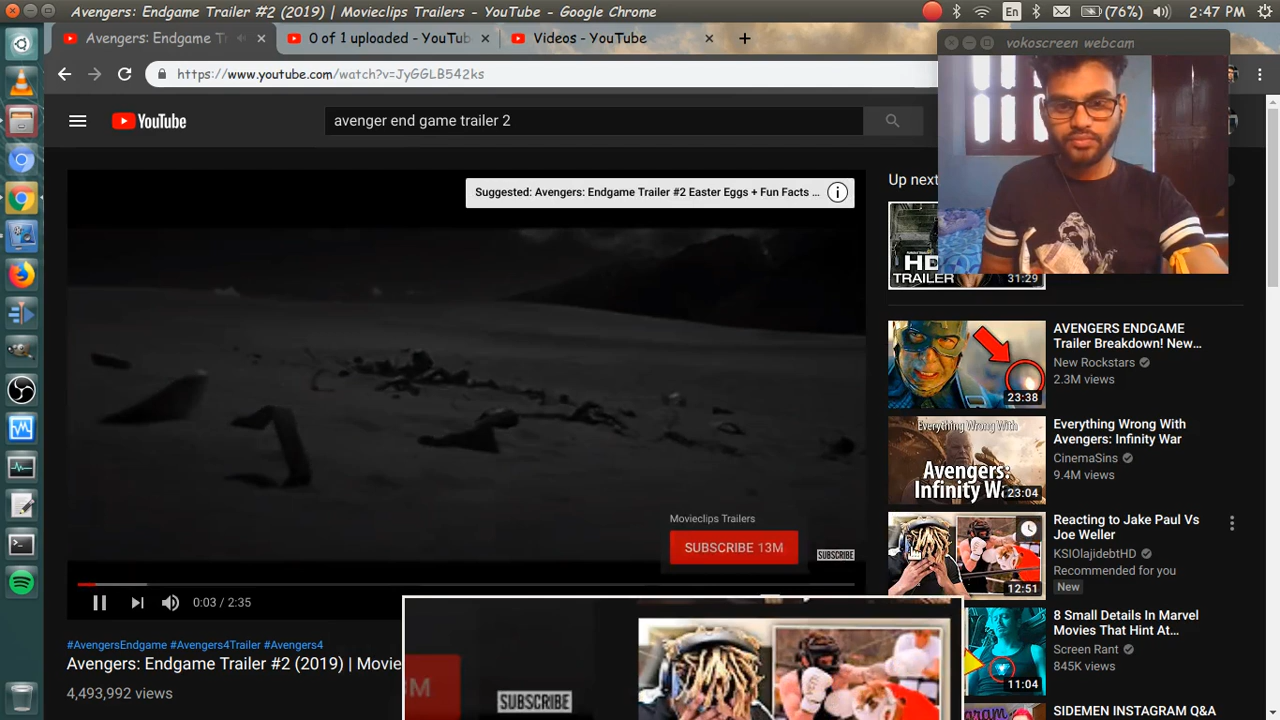 Avengers: Endgame Trailer #2 (2019) | Movieclips Trailers - YouTube - Google Chrome
En
(76%)
2:47 PM
Avengers: Endgame T
0 of 1 uploaded - YouTub
Videos - YouTube
vokoscreen webcam
https://www.youtube.com/watch?v=JyGGLB542ks
YouTube
avenger end game trailer 2
Suggested: Avengers: Endgame Trailer #2 Easter Eggs + Fun Facts ...
Up next
HD
TRAILER
31:29
AVENGERS ENDGAME
Trailer Breakdown! New...
New Rockstars
2.3M views
23:38
Everything Wrong With
Avengers:
Infinity W
23:04
Everything Wrong With
Avengers: Infinity War
CinemaSins
9.4M views
Movieclips Trailers
SUBSCRIBE 13M
SUBSCRIBE
12:51
Reacting to Jake Paul Vs
Joe Weller
KSIOlajidebtHD
Recommended for you
New
0:03 / 2:35
M
SUBSCRIBE
8 Small Details In Marvel
Movies That Hint At...
Screen Rant
845K views
11:04
#AvengersEndgame #Avengers4Trailer #Avengers4
Avengers: Endgame Trailer #2 (2019) | Movie
4,493,992 views
SIDEMEN INSTAGRAM Q&A